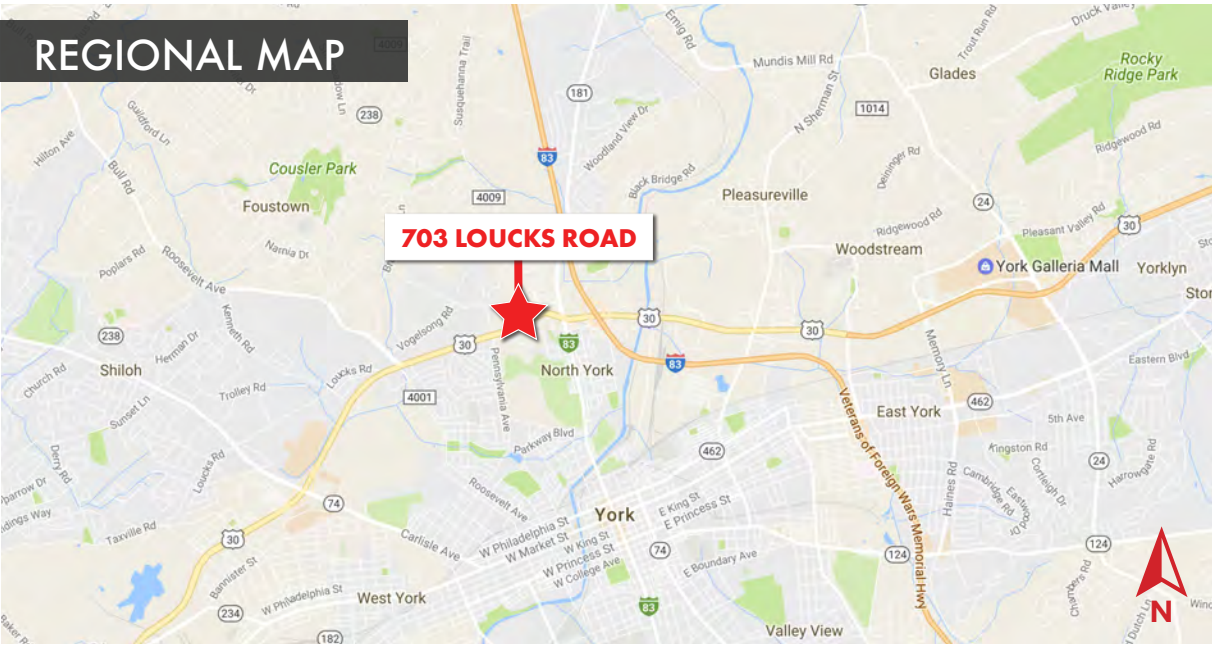 REGIONAL MAP
4009
Druck Valley
Emig Rd
Trout Run Rd
Mundis Mill Rd
Glades
Rocky
Ridge Park
Susquehanna Trail
181
238
Guilford Ln
Woodland View Dr
N Sherman St
1014
Hilton Ave
83
Ridgewood Rd
Bull Rd
Cousler Park
Black Bridge Rd
Deininger Rd
4009
Pleasureville
24
Foustown
Pleasant Valley Rd
30
703 LOUCKS ROAD
Ridgewood Rd
Narnia Dr
Woodstream
Poplars Rd
Roosevelt Ave
York Galleria Mall
Yorklyn
Stor
Kenneth Rd
Vogelsong Rd
30
30
238
Herman Dr
30
83
Memory Ln
Shiloh
Pennsylvania Ave
North York
83
Eastern Blvd
Church Rd
Loucks Rd
Trolley Rd
4001
Sunset Ln
East York
462
5th Ave
Veterans of Foreign Wars Memorial Hwy
Parkway Blvd
462
Kingston Rd
Derry Rd
Loucks Rd
24
Harrowgate Rd
Haines Rd
Cambridge Rd
Cortleigh Dr
Eastwood Dr
Roosevelt Ave
74
E King St
E Princess St
York
W Philadelphia St
W Market St
Taxville Rd
30
Carlisle Ave
W King St
W Princess St
W College Ave
74
E Boundary Ave
124
124
Bannister St
W Philadelphia St
West York
83
Chambers Rd
234
182
Valley View
N